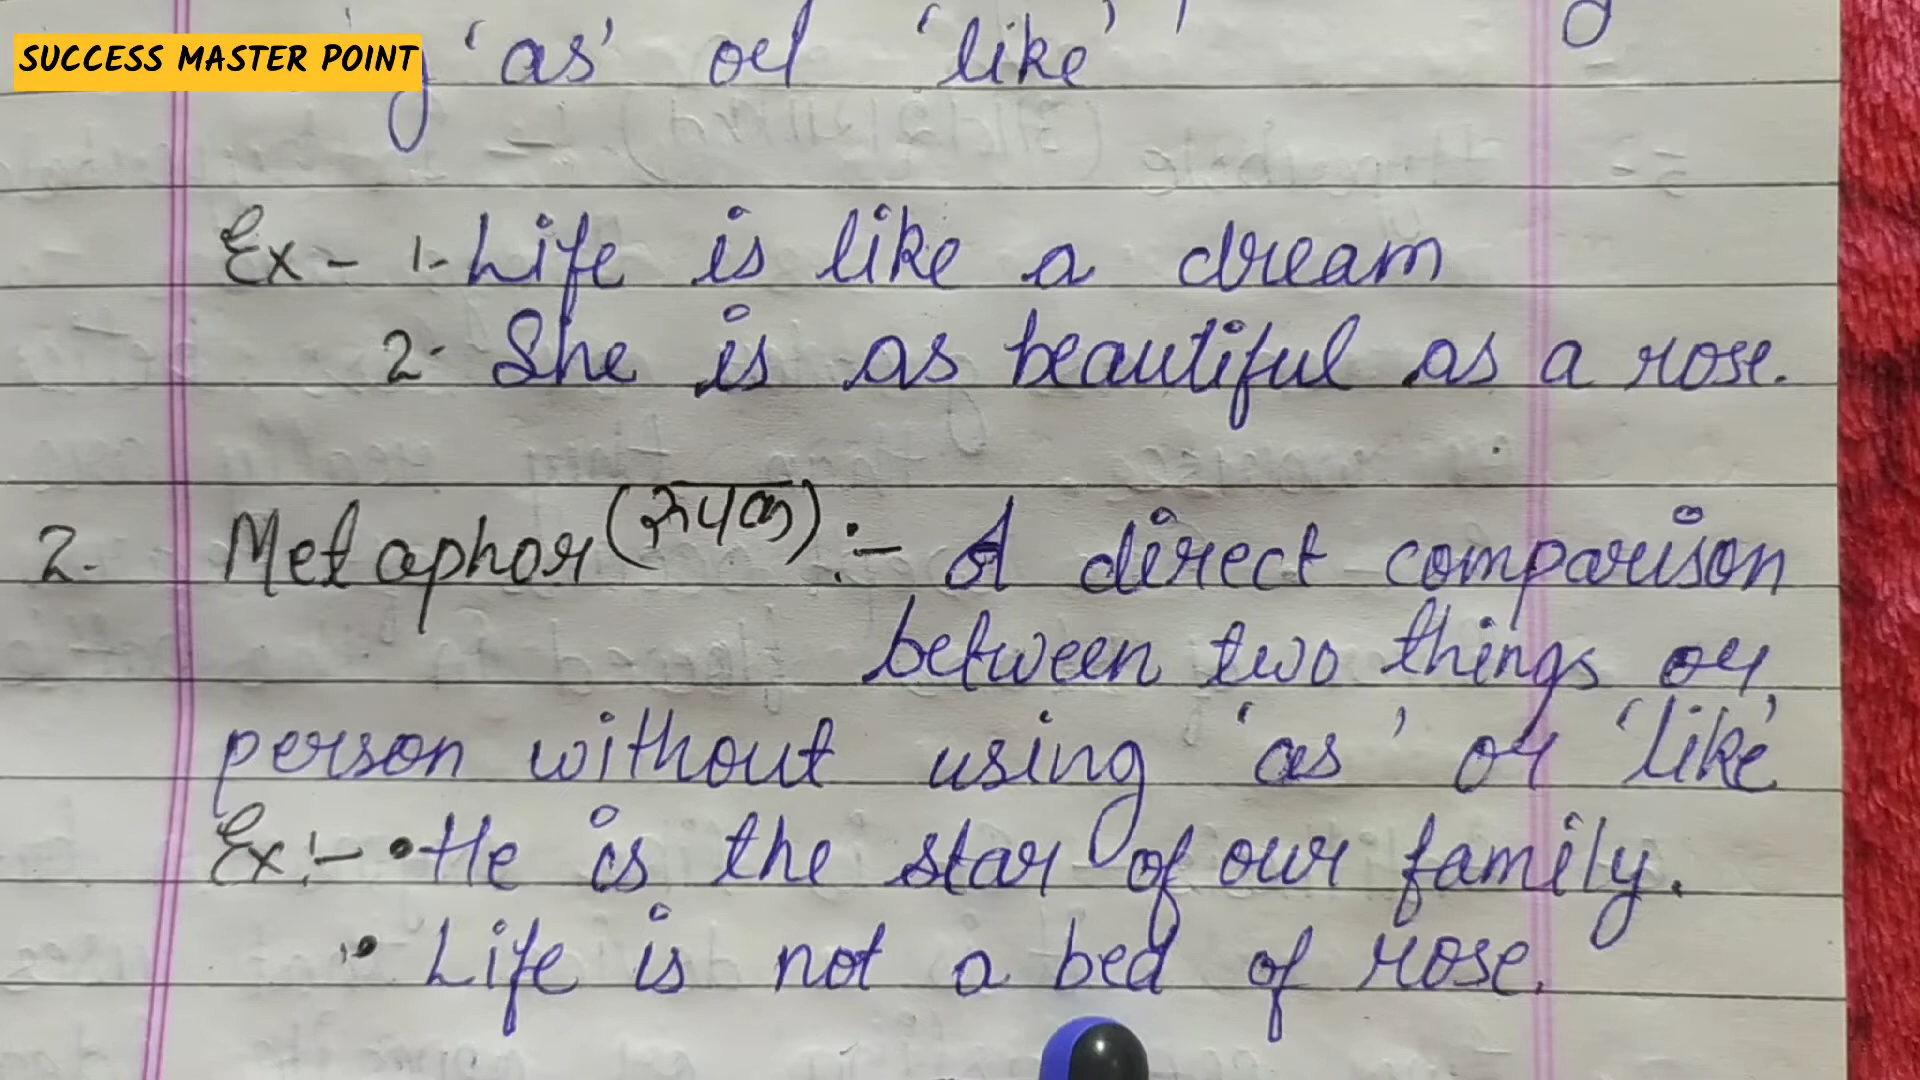 SUCCESS MASTER POINT
'as' or 'like'
Ex - 1- Life is like a dream
2- She is as beautiful as a rose.
2. Metaphor (रूपक) :- A direct comparison
between two things or
person without using 'as' or 'like'
Ex :- • He is the star of our family.
• Life is not a bed of rose.